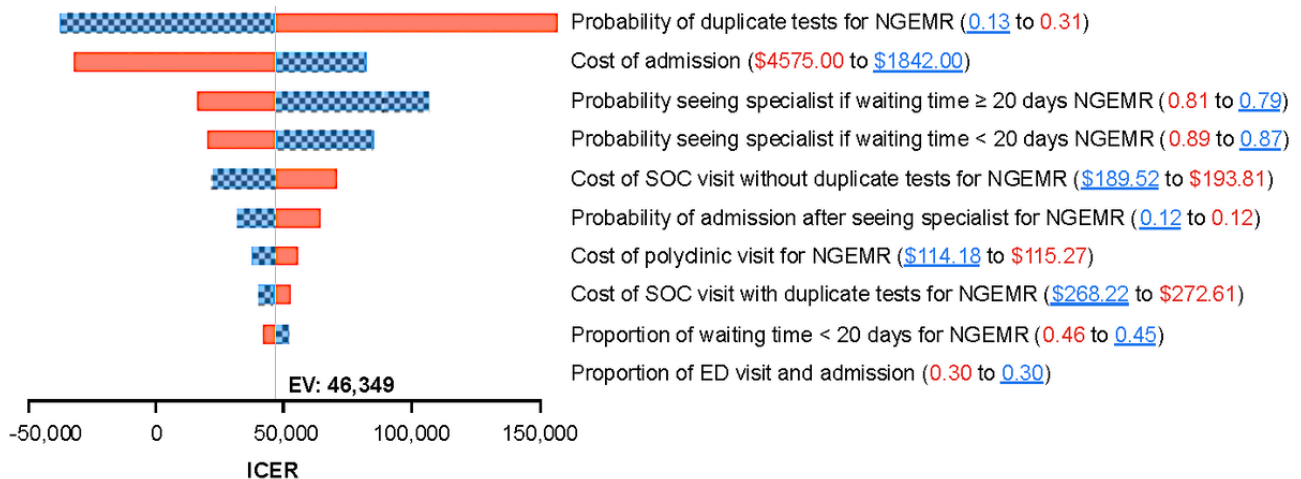 Probability of duplicate tests for NGEMR (0.13 to 0.31)
Cost of admission ($4575.00 to $1842.00)
Probability seeing specialist if waiting time ≥ 20 days NGEMR (0.81 to 0.79)
Probability seeing specialist if waiting time < 20 days NGEMR (0.89 to 0.87)
Cost of SOC visit without duplicate tests for NGEMR ($189.52 to $193.81)
Probability of admission after seeing specialist for NGEMR (0.12 to 0.12)
Cost of polyclinic visit for NGEMR ($114.18 to $115.27)
Cost of SOC visit with duplicate tests for NGEMR ($268.22 to $272.61)
Proportion of waiting time < 20 days for NGEMR (0.46 to 0.45)
Proportion of ED visit and admission (0.30 to 0.30)
EV: 46,349
-50,000 0 50,000 100,000 150,000
ICER